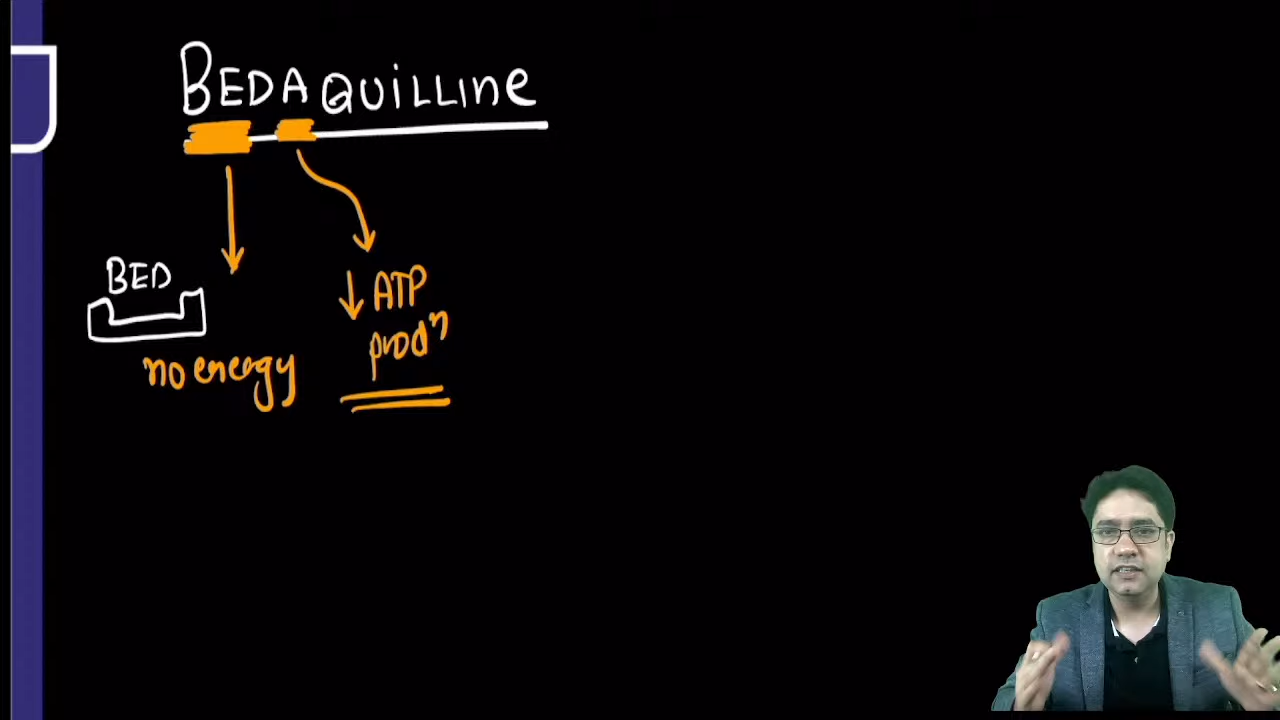 BEDAQUILLINE
BED
no energy
↓ ATP
prodⁿ